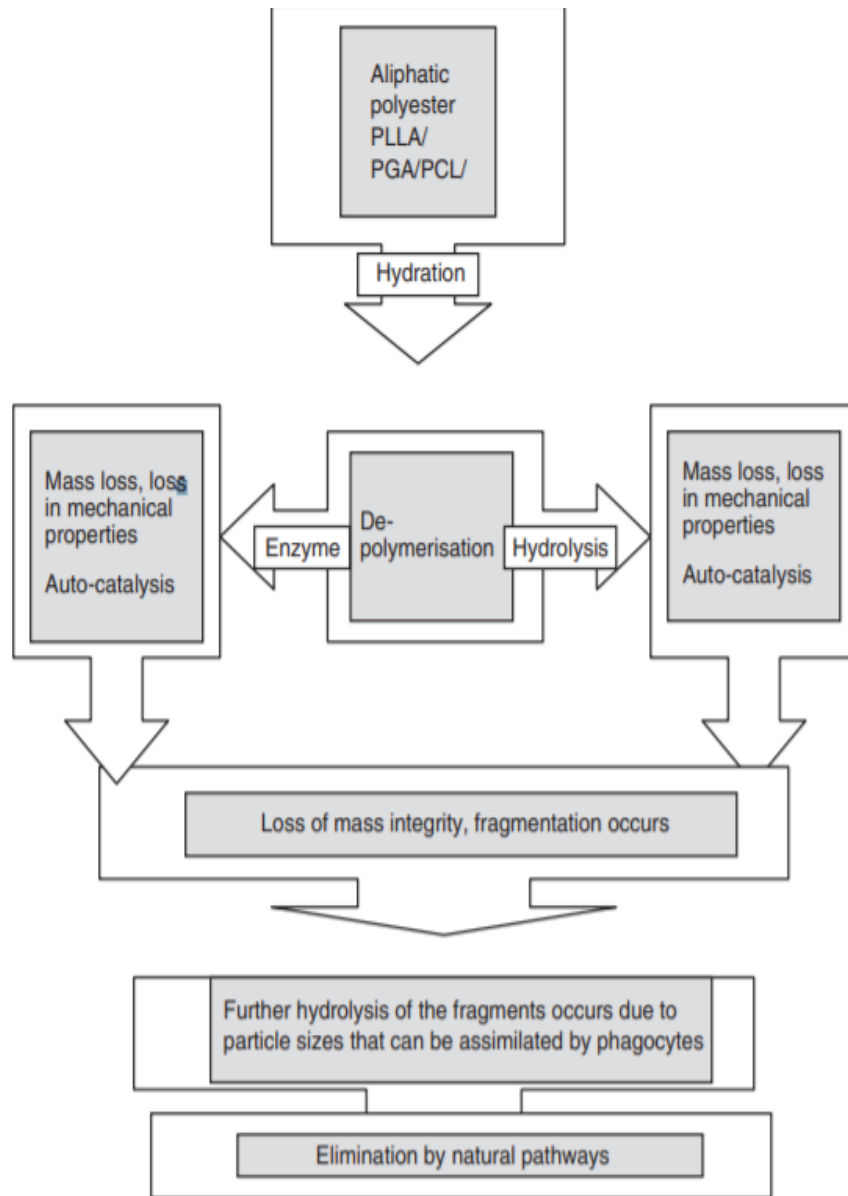 Aliphatic
polyester
PLLA/
PGA/PCL/
Hydration
Mass loss, loss
in mechanical
properties
Auto-catalysis
Enzyme
De-
polymerisation
Hydrolysis
Mass loss, loss
in mechanical
properties
Auto-catalysis
Loss of mass integrity, fragmentation occurs
Further hydrolysis of the fragments occurs due to
particle sizes that can be assimilated by phagocytes
Elimination by natural pathways